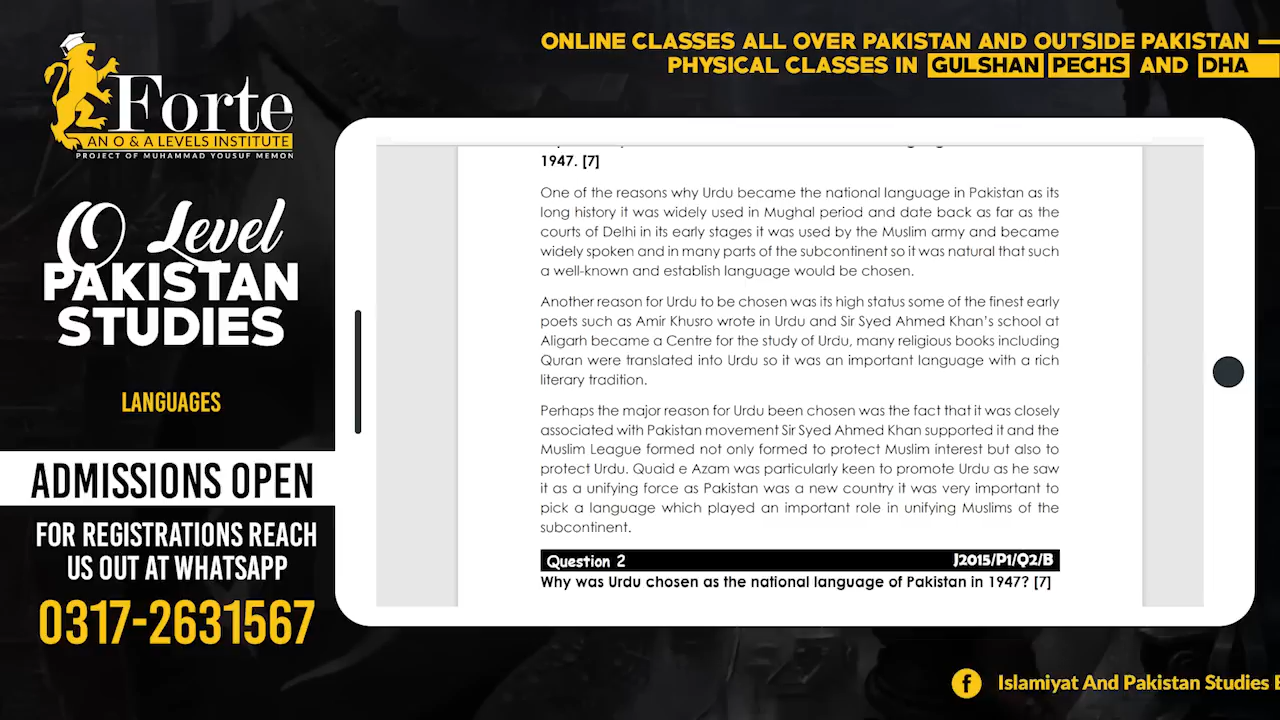 Forte
AN O & A LEVELS INSTITUTE
PROJECT OF MUHAMMAD YOUSUF MEMON
O Level
PAKISTAN
STUDIES
LANGUAGES
ADMISSIONS OPEN
FOR REGISTRATIONS REACH
US OUT AT WHATSAPP
0317-2631567
ONLINE CLASSES ALL OVER PAKISTAN AND OUTSIDE PAKISTAN
PHYSICAL CLASSES IN GULSHAN PECHS AND DHA
1947. [7]
One of the reasons why Urdu became the national language in Pakistan as its
long history it was widely used in Mughal period and date back as far as the
courts of Delhi in its early stages it was used by the Muslim army and became
widely spoken and in many parts of the subcontinent so it was natural that such
a well-known and establish language would be chosen.
Another reason for Urdu to be chosen was its high status some of the finest early
poets such as Amir Khusro wrote in Urdu and Sir Syed Ahmed Khan's school at
Aligarh became a Centre for the study of Urdu, many religious books including
Quran were translated into Urdu so it was an important language with a rich
literary tradition.
Perhaps the major reason for Urdu been chosen was the fact that it was closely
associated with Pakistan movement Sir Syed Ahmed Khan supported it and the
Muslim League formed not only formed to protect Muslim interest but also to
protect Urdu. Quaid e Azam was particularly keen to promote Urdu as he saw
it as a unifying force as Pakistan was a new country it was very important to
pick a language which played an important role in unifying Muslims of the
subcontinent.
Question 2 J2015/P1/Q2/B
Why was Urdu chosen as the national language of Pakistan in 1947? [7]
Islamiyat And Pakistan Studies